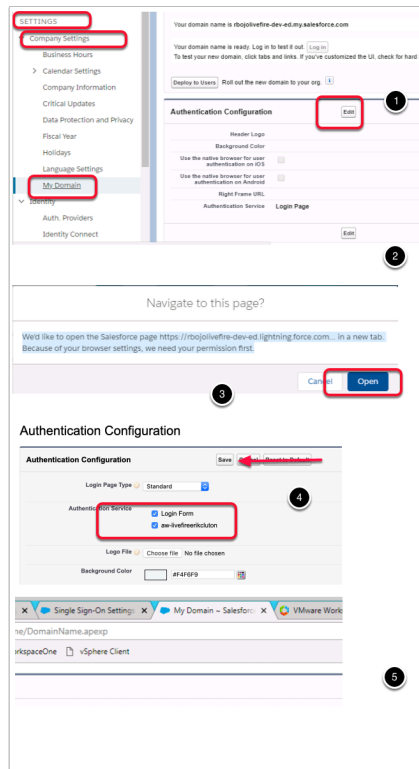 SETTINGS
Company Settings
Business Hours
Calendar Settings
Company Information
Critical Updates
Data Protection and Privacy
Fiscal Year
Holidays
Language Settings
My Domain
Identity
Auth. Providers
Identity Connect
Your domain name is rbojolivefire-dev-ed.my.salesforce.com
Your domain name is ready. Log in to test it out Log in
To test your new domain, click tabs and links. If you've customized the UI, check for hard
Deploy to Users Roll out the new domain to your org. i
1
Authentication Configuration Edit
Header Logo
Background Color
Use the native browser for user
authentication on iOS
Use the native browser for user
authentication on Android
Right Frame URL
Authentication Service Login Page
Edit
2
Navigate to this page?
We'd like to open the Salesforce page https://rbojolivefire-dev-ed.lightning.force.com... in a new tab.
Because of your browser settings, we need your permission first.
Cancel Open
3
Authentication Configuration
Authentication Configuration Save
Login Page Type Standard
4
Authentication Service Login Form
aw-livefireerikcluton
Logo File Choose file No file chosen
Background Color #F4F6F9
Single Sign-On Settings My Domain ~ Salesforc VMware Works
ne/DomainName.apexp
rkspaceOne vSphere Client
5